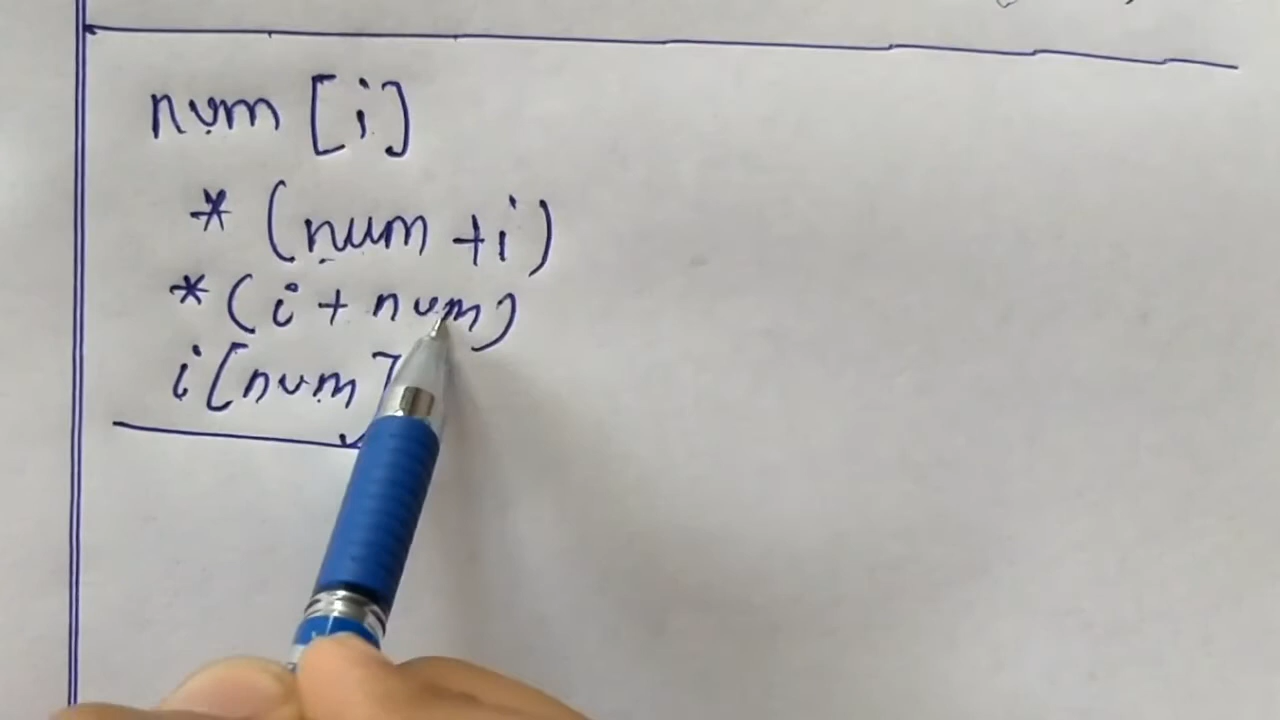 num [i]
* (num +i)
* (i + num)
i[num]